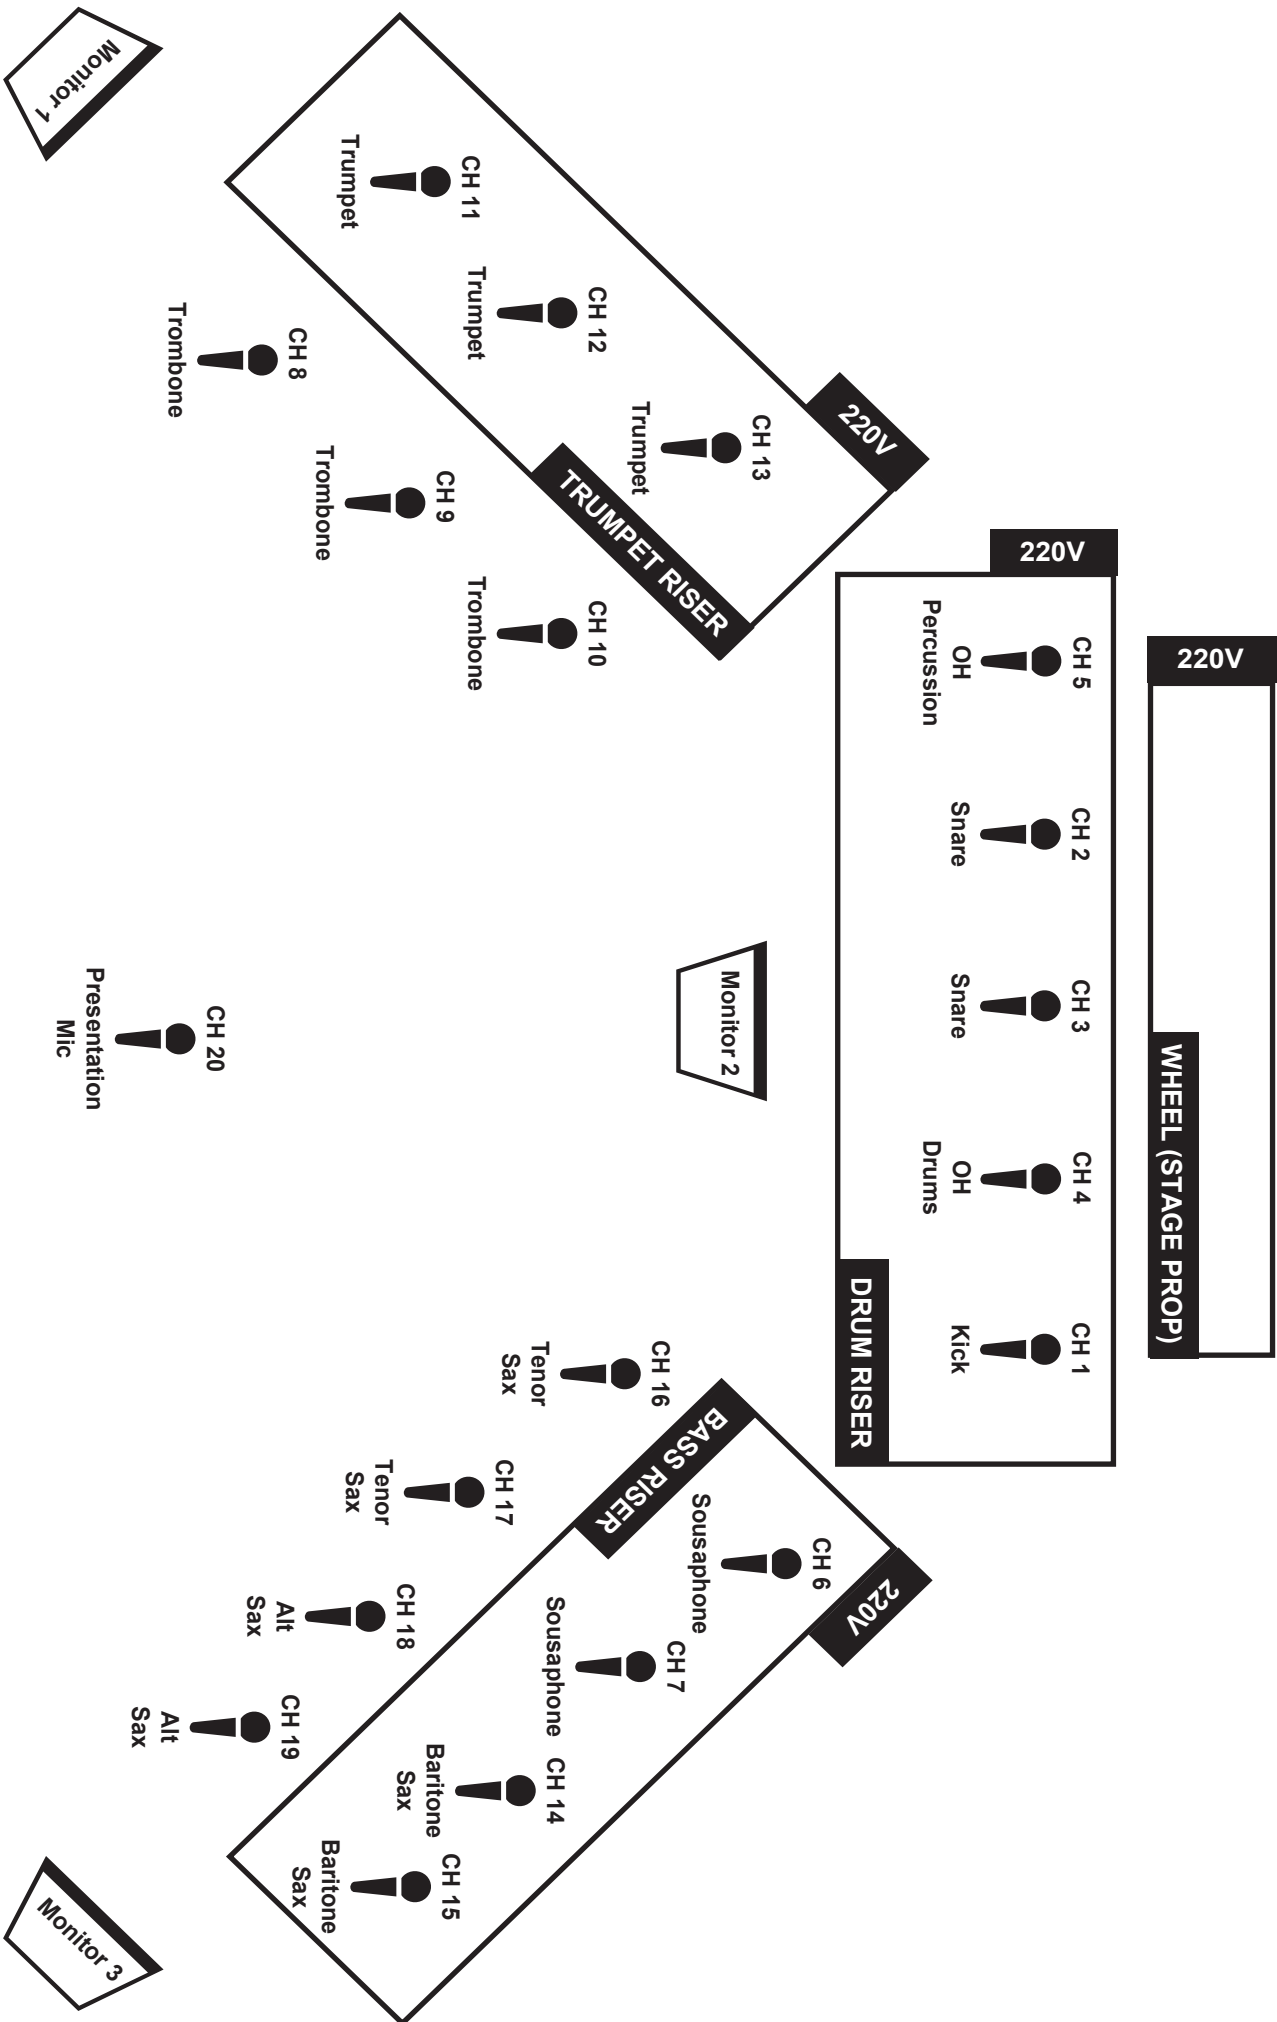 220V
WHEEL (STAGE PROP)
220V
CH 5
OH
Percussion
CH 2
Snare
CH 3
Snare
CH 4
OH
Drums
CH 1
Kick
DRUM RISER
220V
CH 11
Trumpet
CH 12
Trumpet
CH 13
Trumpet
TRUMPET RISER
CH 8
Trombone
CH 9
Trombone
CH 10
Trombone
Monitor 1
Monitor 2
CH 20
Presentation
Mic
220V
CH 6
Sousaphone
CH 7
Sousaphone
CH 14
Baritone
Sax
CH 15
Baritone
Sax
BASS RISER
CH 16
Tenor
Sax
CH 17
Tenor
Sax
CH 18
Alt
Sax
CH 19
Alt
Sax
Monitor 3